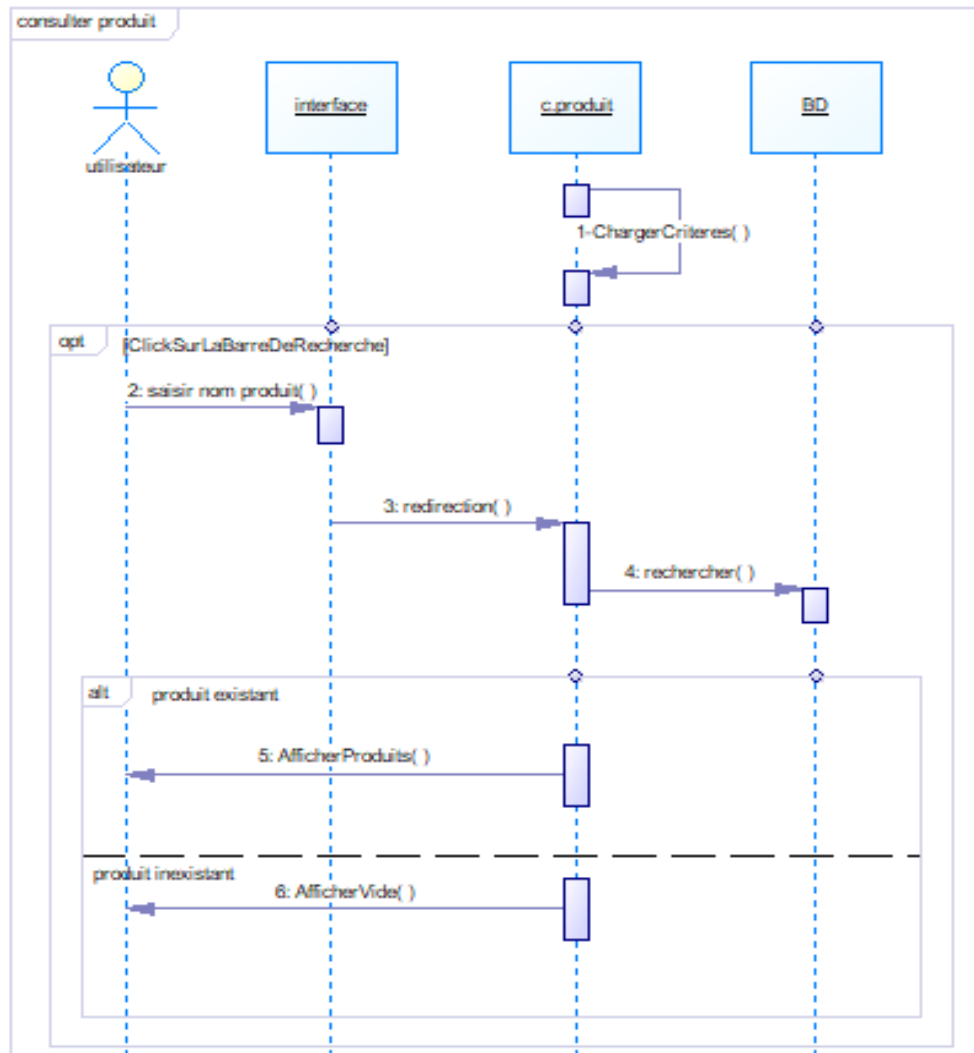 consulter produit
utilisateur
interface
c.produit
BD
1-ChargerCriteres( )
opt
[ClickSurLaBarreDeRecherche]
2: saisir nom produit( )
3: redirection( )
4: rechercher( )
alt
produit existant
5: AfficherProduits( )
produit inexistant
6: AfficherVide( )